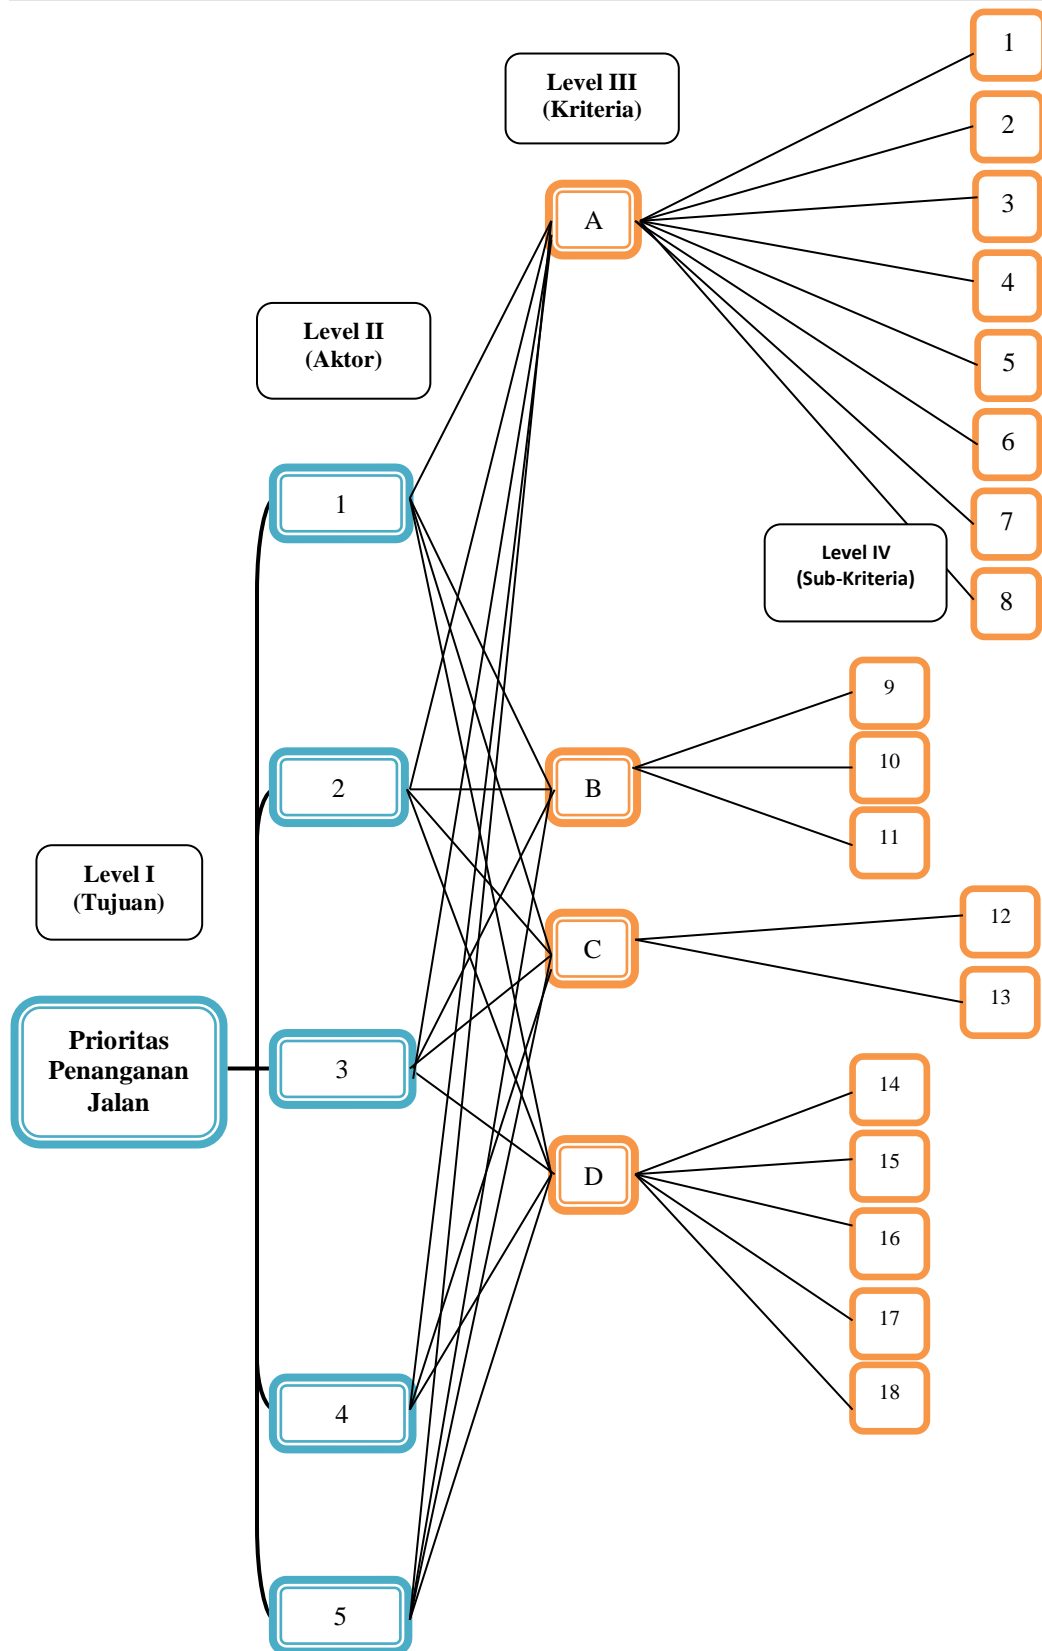 1
Level III
(Kriteria)
2
3
A
4
Level II
(Aktor)
5
6
1
7
Level IV
(Sub-Kriteria)
8
9
10
2
B
11
Level I
(Tujuan)
12
C
13
Prioritas
Penanganan
Jalan
3
14
15
D
16
17
18
4
5